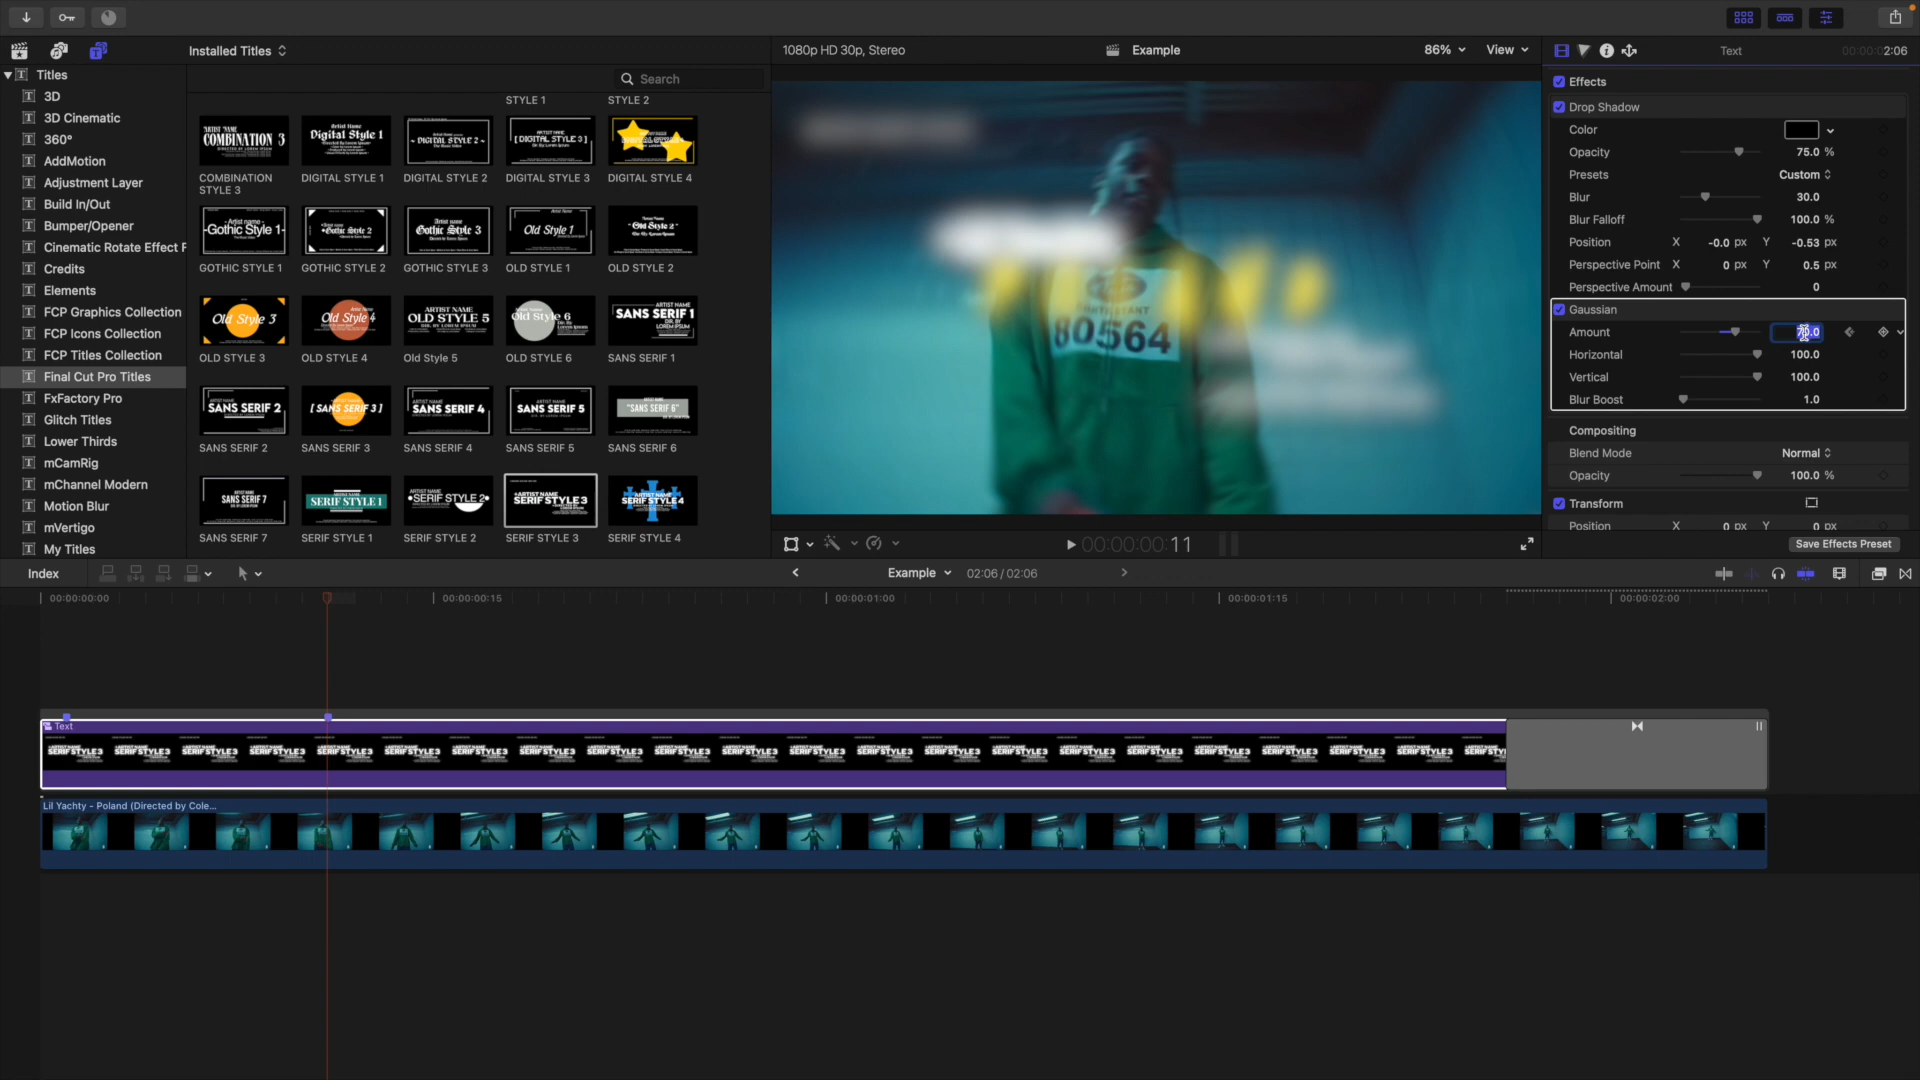 1080p HD 30p, Stereo
Example
86%
View
Text
00:00:02:06
Installed Titles
Search
Titles
3D
3D Cinematic
360°
AddMotion
Adjustment Layer
Build In/Out
Bumper/Opener
Cinematic Rotate Effect F
Credits
Elements
FCP Graphics Collection
FCP Icons Collection
FCP Titles Collection
Final Cut Pro Titles
FxFactory Pro
Glitch Titles
Lower Thirds
mCamRig
mChannel Modern
Motion Blur
mVertigo
My Titles
STYLE 1
STYLE 2
COMBINATION STYLE 3
DIGITAL STYLE 1
DIGITAL STYLE 2
DIGITAL STYLE 3
DIGITAL STYLE 4
GOTHIC STYLE 1
GOTHIC STYLE 2
GOTHIC STYLE 3
OLD STYLE 1
OLD STYLE 2
OLD STYLE 3
OLD STYLE 4
Old Style 5
OLD STYLE 6
SANS SERIF 1
SANS SERIF 2
SANS SERIF 3
SANS SERIF 4
SANS SERIF 5
SANS SERIF 6
SANS SERIF 7
SERIF STYLE 1
SERIF STYLE 2
SERIF STYLE 3
SERIF STYLE 4
80564
Effects
Drop Shadow
Color
Opacity 75.0 %
Presets Custom
Blur 30.0
Blur Falloff 100.0 %
Position X -0.0 px Y -0.53 px
Perspective Point X 0 px Y 0.5 px
Perspective Amount 0
Gaussian
Amount
Horizontal 100.0
Vertical 100.0
Blur Boost 1.0
Compositing
Blend Mode Normal
Opacity 100.0 %
Transform
Position X 0 px Y 0 px
Save Effects Preset
00:00:00:11
Index
Example 02:06 / 02:06
00:00:00:00
00:00:00:15
00:00:01:00
00:00:01:15
00:00:02:00
Text
Lil Yachty - Poland (Directed by Cole...